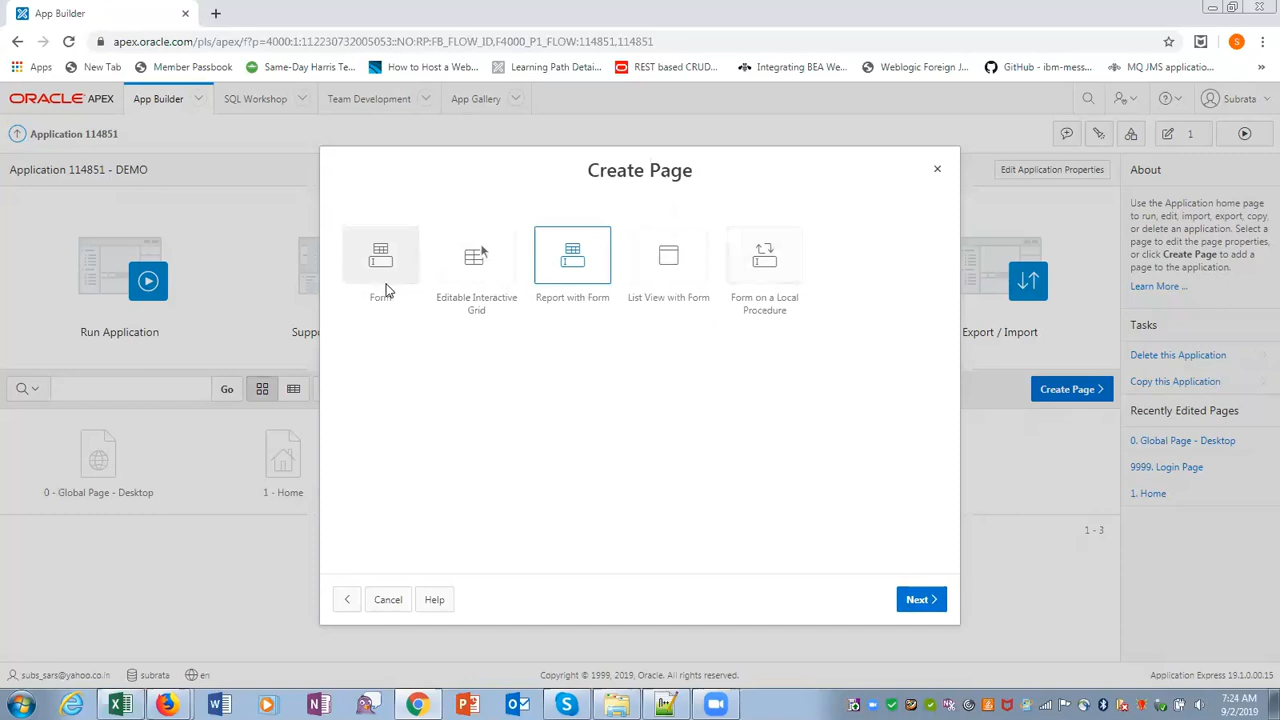 App Builder
apex.oracle.com/pls/apex/f?p=4000:1:112230732005053::NO:RP:FB_FLOW_ID,F4000_P1_FLOW:114851,114851
S
Apps New Tab Member Passbook Same-Day Harris Te... How to Host a Web... Learning Path Detai... REST based CRUD... Integrating BEA We... Weblogic Foreign J... GitHub - ibm-mess... MQ JMS applicatio... »
ORACLE APEX App Builder SQL Workshop Team Development App Gallery Subrata
Application 114851 1
Application 114851 - DEMO Edit Application Properties
Create Page
About
Use the Application home page
to run, edit, import, export, copy,
or delete an application. Select a
page to edit the page properties,
or click Create Page to add a
page to the application.
Learn More ...
Form
Editable Interactive
Grid
Report with Form
List View with Form
Form on a Local
Procedure
Run Application
Export / Import
Tasks
Delete this Application
Copy this Application
Go
Create Page >
Recently Edited Pages
0. Global Page - Desktop
9999. Login Page
1. Home
0 - Global Page - Desktop
1 - Home
1 - 3
Cancel Help Next
subs_sars@yahoo.co.in subrata en Copyright © 1999, 2019, Oracle. All rights reserved. Application Express 19.1.0.00.15
7:24 AM
9/2/2019